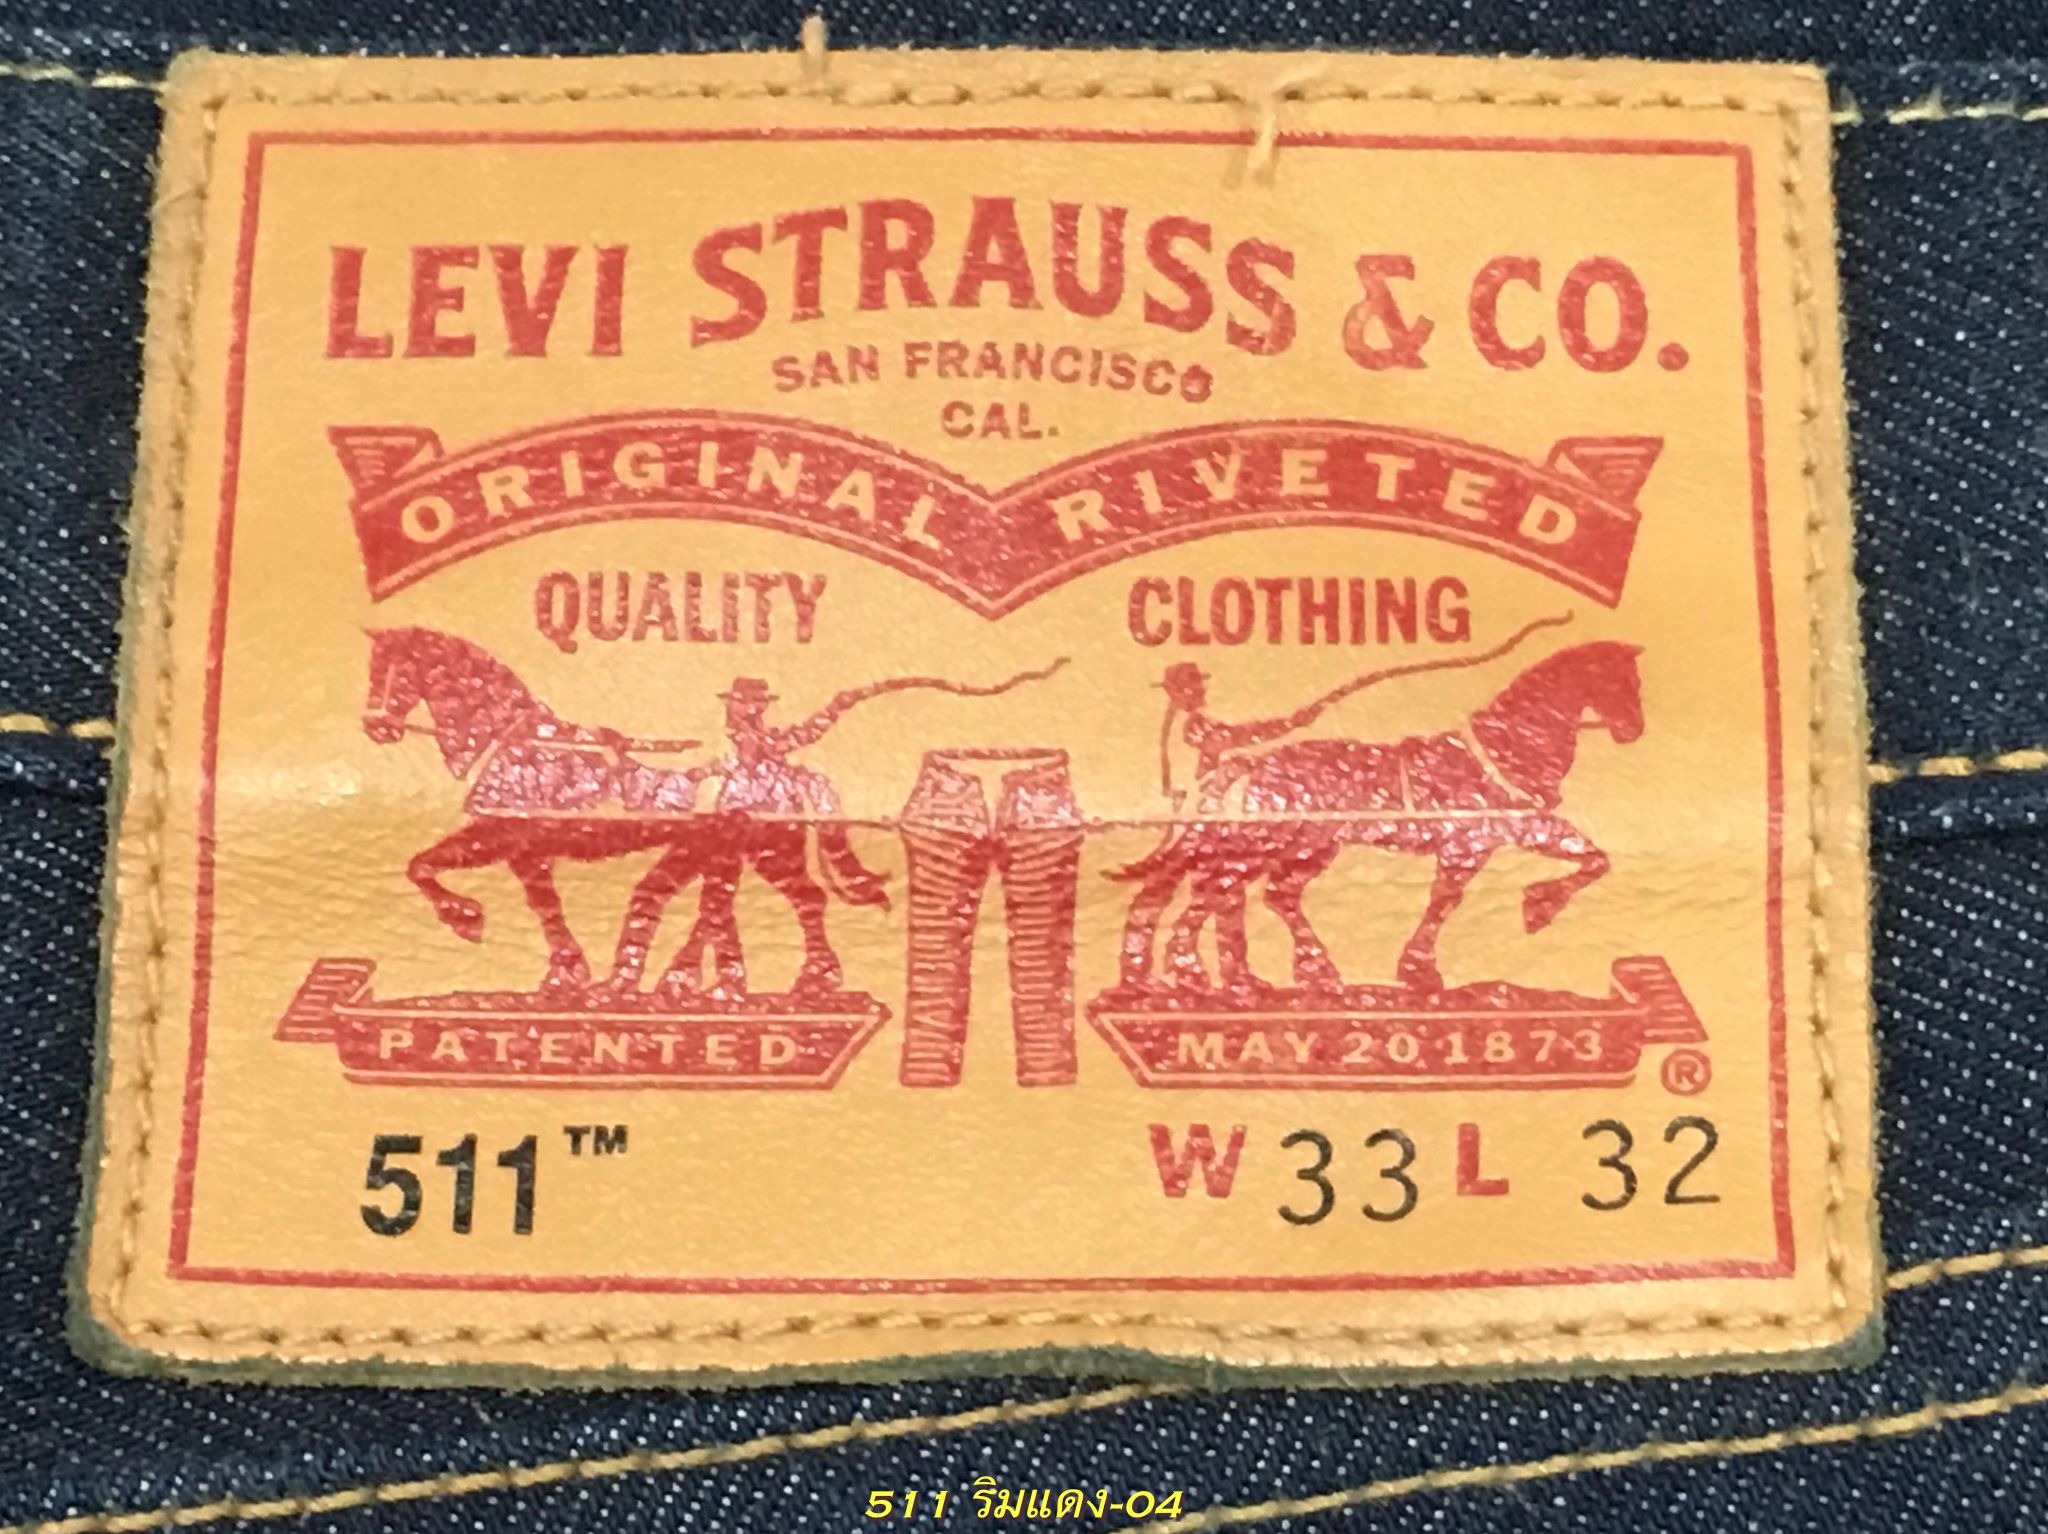 LEVI STRAUSS & CO.
SAN FRANCISCO
CAL.
ORIGINAL RIVETED
QUALITY CLOTHING
PATENTED MAY 20 1873 ®
511™ W 33 L 32
511 ริมแดง-04